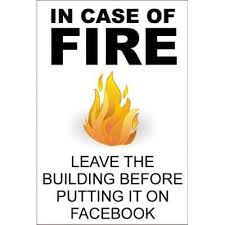 IN CASE OF
FIRE
LEAVE THE
BUILDING BEFORE
PUTTING IT ON
FACEBOOK